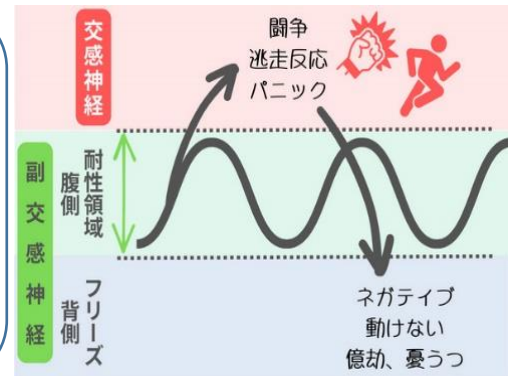 交感神経
闘争
逃走反応
パニック
副交感神経
耐性領域
腹側
フリーズ
背側
ネガティブ
動けない
億劫、憂うつ